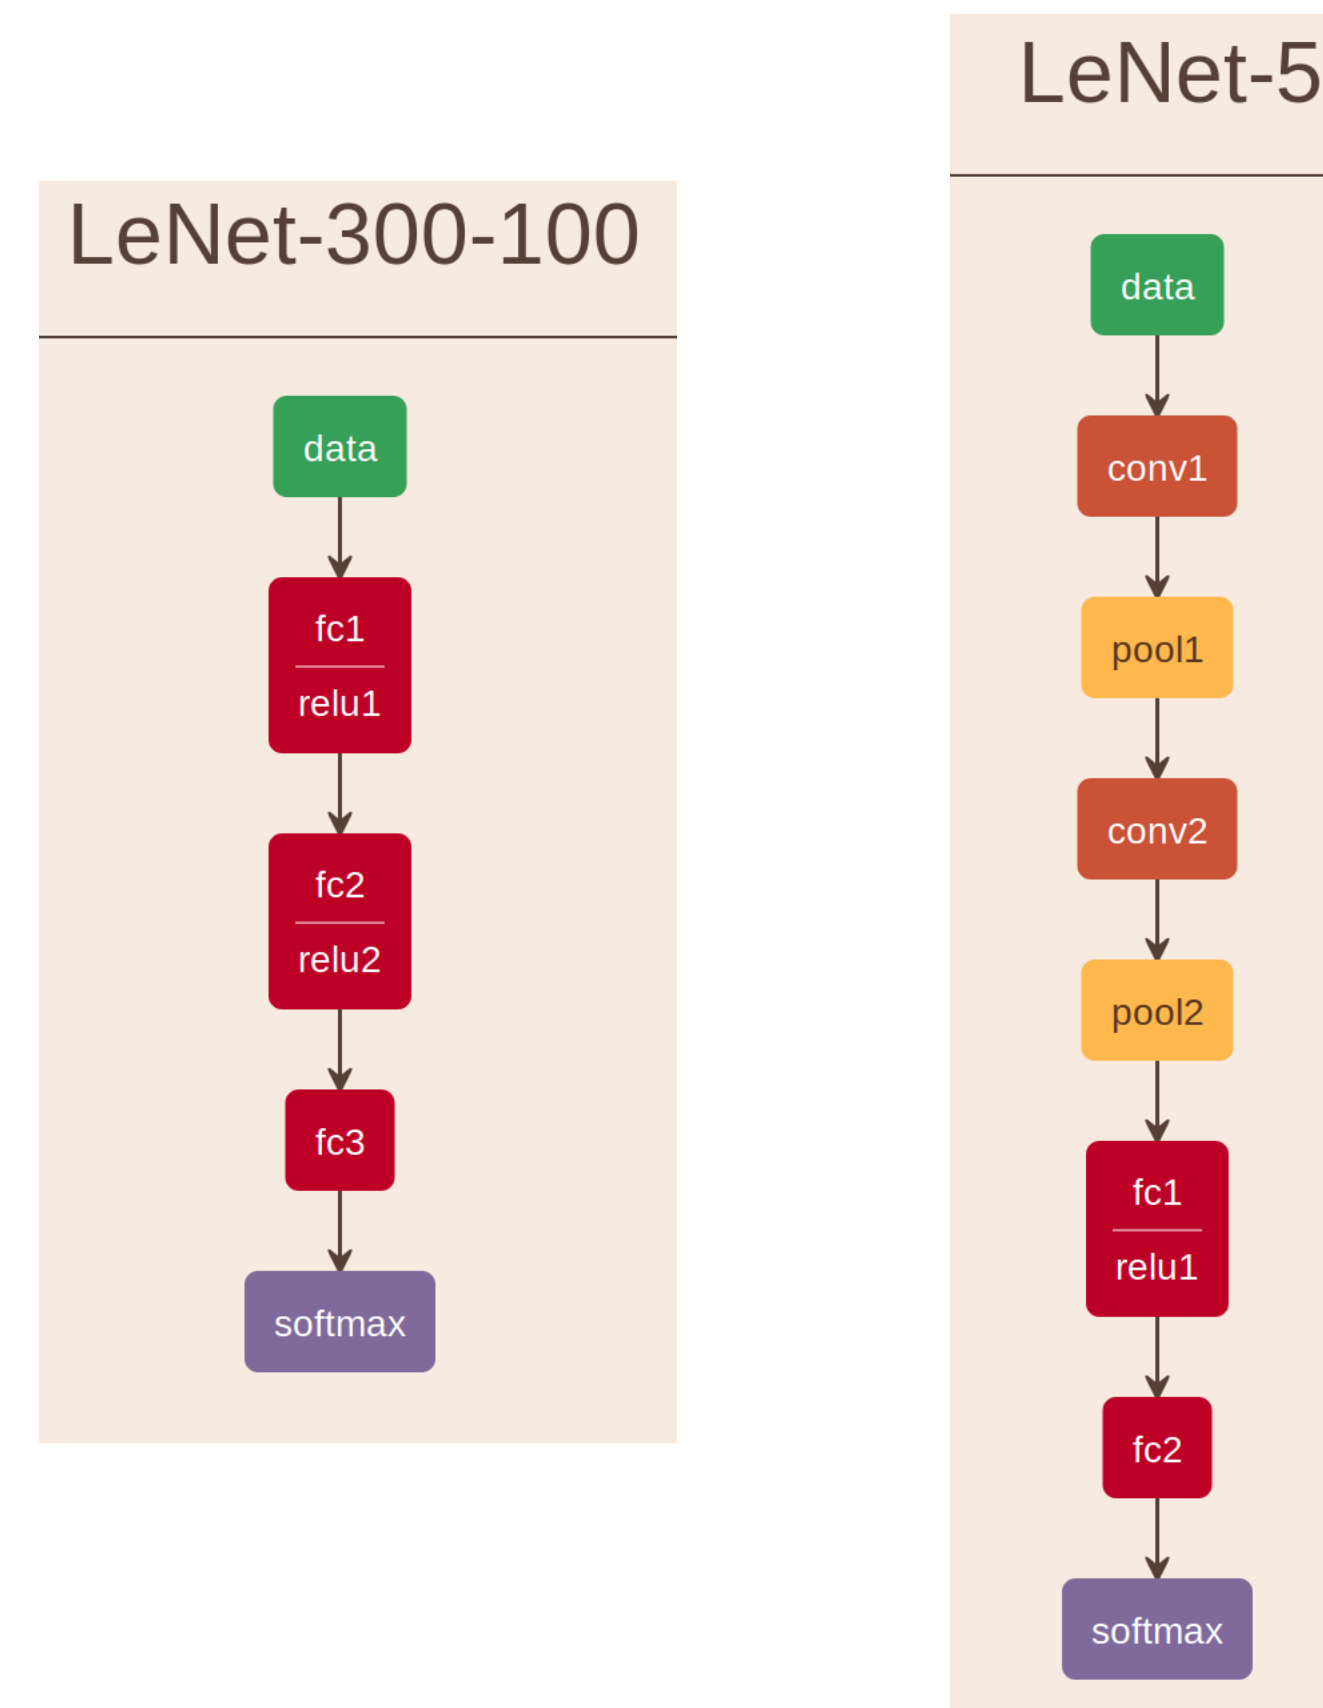 LeNet-300-100
data
fc1
relu1
fc2
relu2
fc3
softmax
LeNet-5
data
conv1
pool1
conv2
pool2
fc1
relu1
fc2
softmax